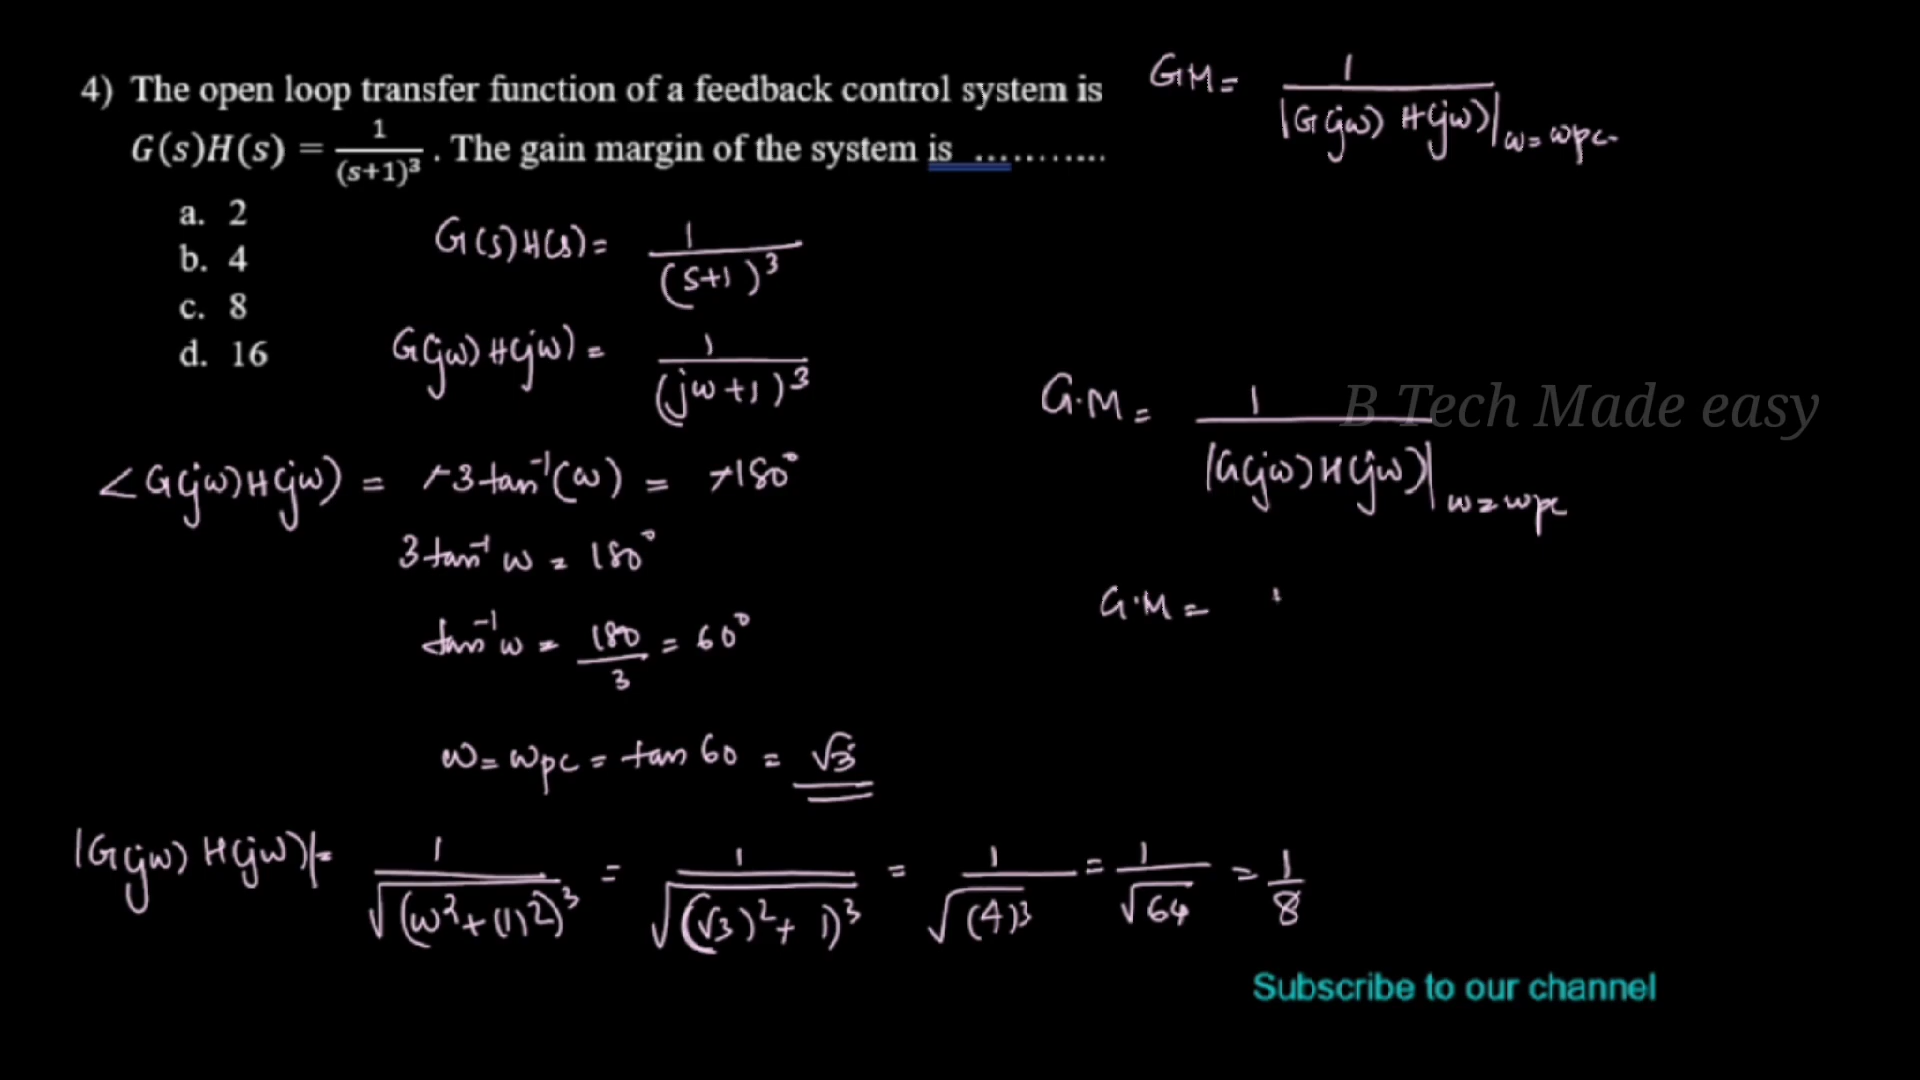 4) The open loop transfer function of a feedback control system is
G(s)H(s) = 1/(s+1)³ . The gain margin of the system is ...........
a. 2
b. 4
c. 8
d. 16
GM = 1/|G(jω) H(jω)| ω=ωpc.
G(s)H(s) = 1/(s+1)³
G(jω)H(jω) = 1/(jω+1)³
∠G(jω)H(jω) = -3tan⁻¹(ω) = -180°
3tan⁻¹ω = 180°
tan⁻¹ω = 180/3 = 60°
ω = ωpc = tan 60 = √3
|G(jω) H(jω)| = 1/√(ω²+(1)²)³ = 1/√((√3)²+1)³ = 1/√(4)³ = 1/√64 = 1/8
G.M = 1/|G(jω)H(jω)| ω=ωpc
G.M =
B Tech Made easy
Subscribe to our channel